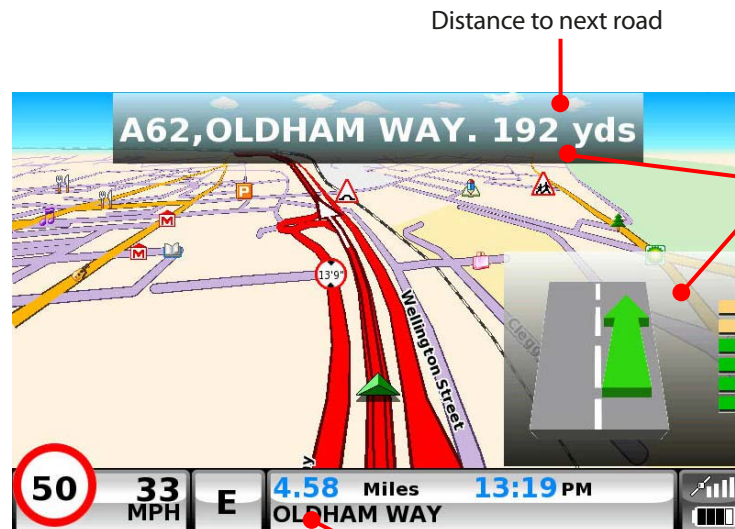 Distance to next road
A62,OLDHAM WAY. 192 yds
P
M
M
13'9"
Wellington Street
Clegg
50
33
MPH
E
4.58 Miles 13:19 PM
OLDHAM WAY